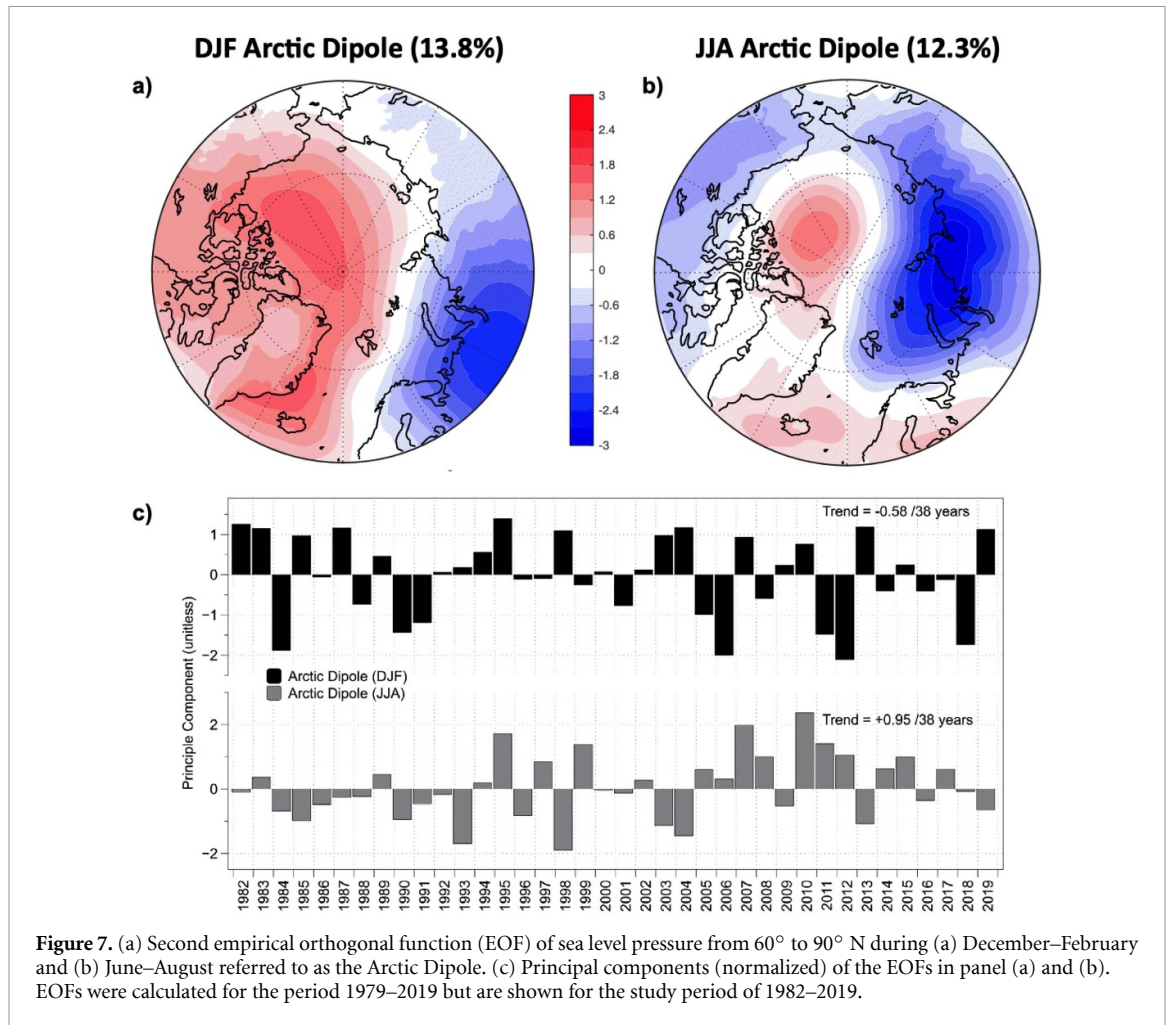 DJF Arctic Dipole (13.8%)
JJA Arctic Dipole (12.3%)
a)
b)
3
2.4
1.8
1.2
0.6
0
-0.6
-1.2
-1.8
-2.4
-3
c)
Trend = -0.58 /38 years
1
0
−1
−2
Arctic Dipole (DJF)
Arctic Dipole (JJA)
Trend = +0.95 /38 years
2
0
−2
Principle Component (unitless)
1982 1983 1984 1985 1986 1987 1988 1989 1990 1991 1992 1993 1994 1995 1996 1997 1998 1999 2000 2001 2002 2003 2004 2005 2006 2007 2008 2009 2010 2011 2012 2013 2014 2015 2016 2017 2018 2019
Figure 7. (a) Second empirical orthogonal function (EOF) of sea level pressure from 60° to 90° N during (a) December–February
and (b) June–August referred to as the Arctic Dipole. (c) Principal components (normalized) of the EOFs in panel (a) and (b).
EOFs were calculated for the period 1979–2019 but are shown for the study period of 1982–2019.